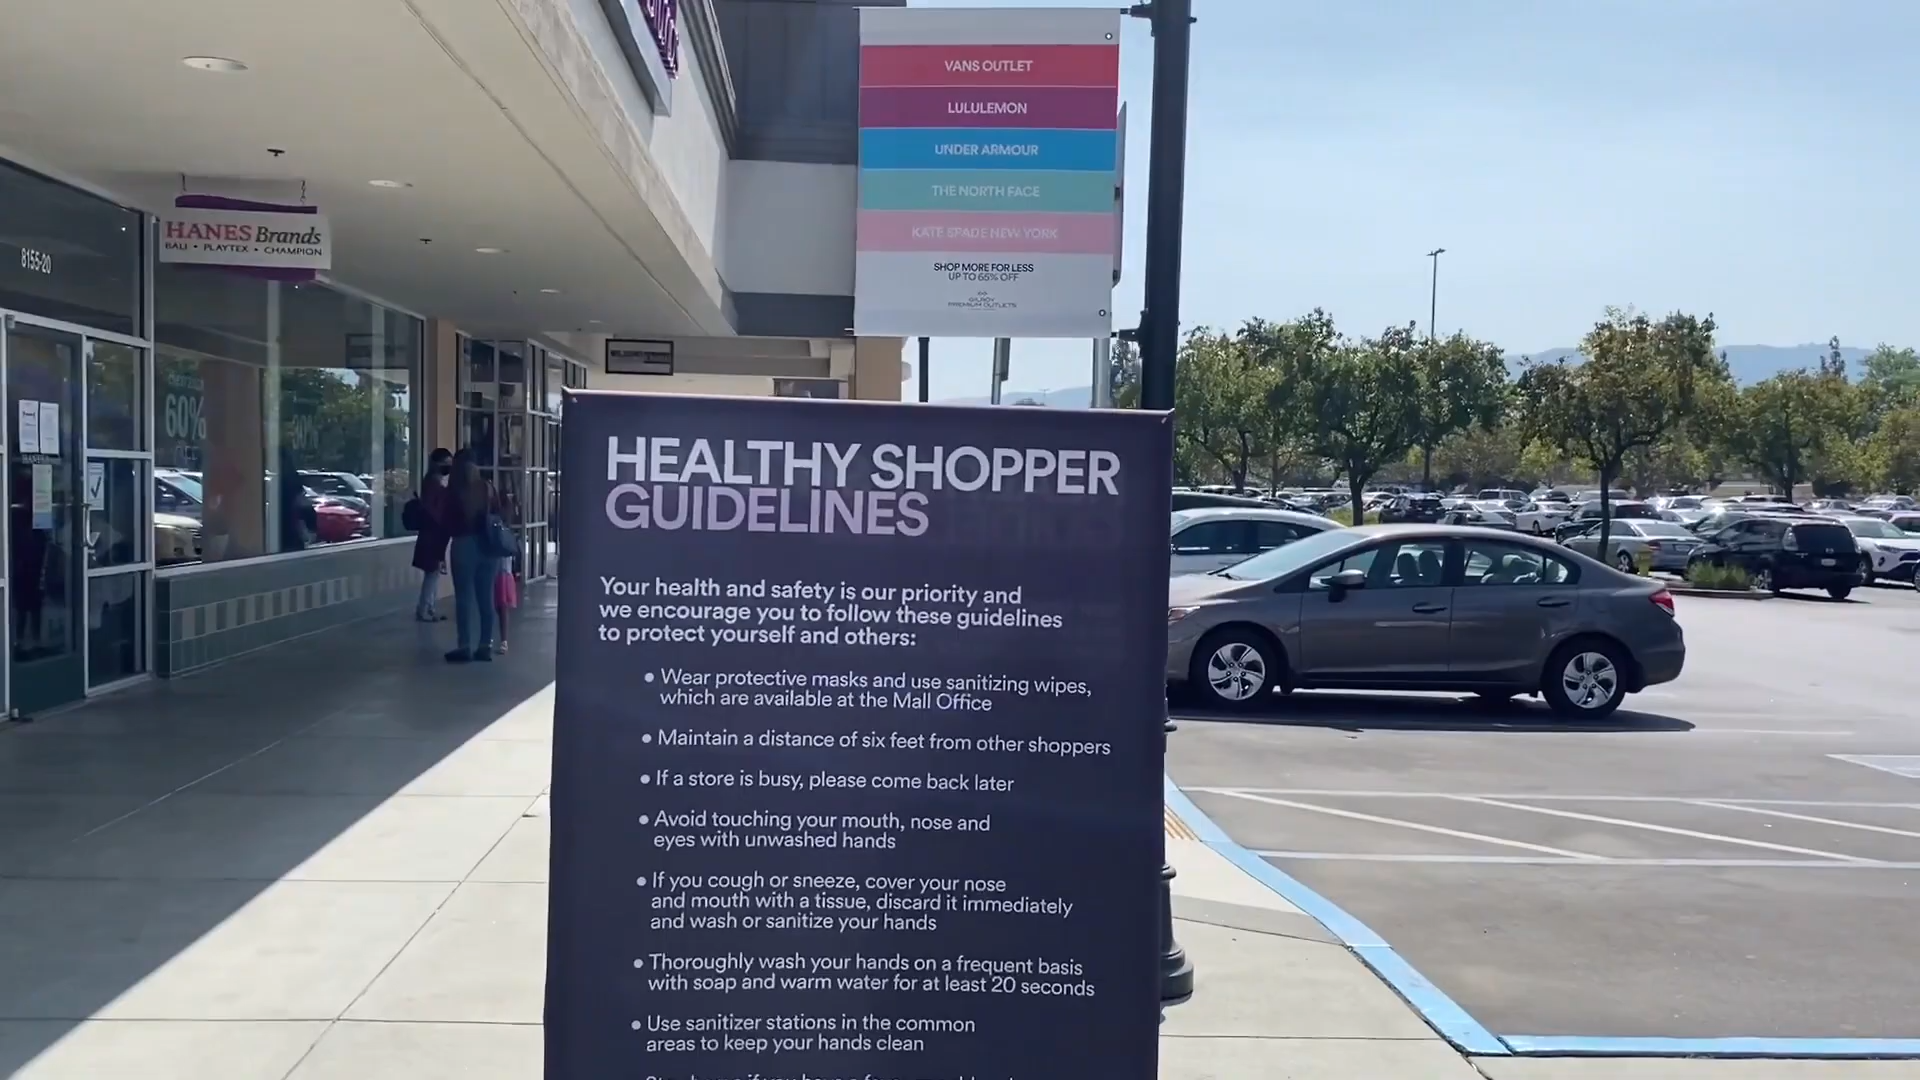 VANS OUTLET
LULULEMON
UNDER ARMOUR
THE NORTH FACE
KATE SPADE NEW YORK
SHOP MORE FOR LESS
UP TO 65% OFF
GILROY
PREMIUM OUTLETS
HANES Brands
BALI • PLAYTEX • CHAMPION
8155-20
60%
OFF
HEALTHY SHOPPER
GUIDELINES
Your health and safety is our priority and
we encourage you to follow these guidelines
to protect yourself and others:
• Wear protective masks and use sanitizing wipes,
which are available at the Mall Office
• Maintain a distance of six feet from other shoppers
• If a store is busy, please come back later
• Avoid touching your mouth, nose and
eyes with unwashed hands
• If you cough or sneeze, cover your nose
and mouth with a tissue, discard it immediately
and wash or sanitize your hands
• Thoroughly wash your hands on a frequent basis
with soap and warm water for at least 20 seconds
• Use sanitizer stations in the common
areas to keep your hands clean